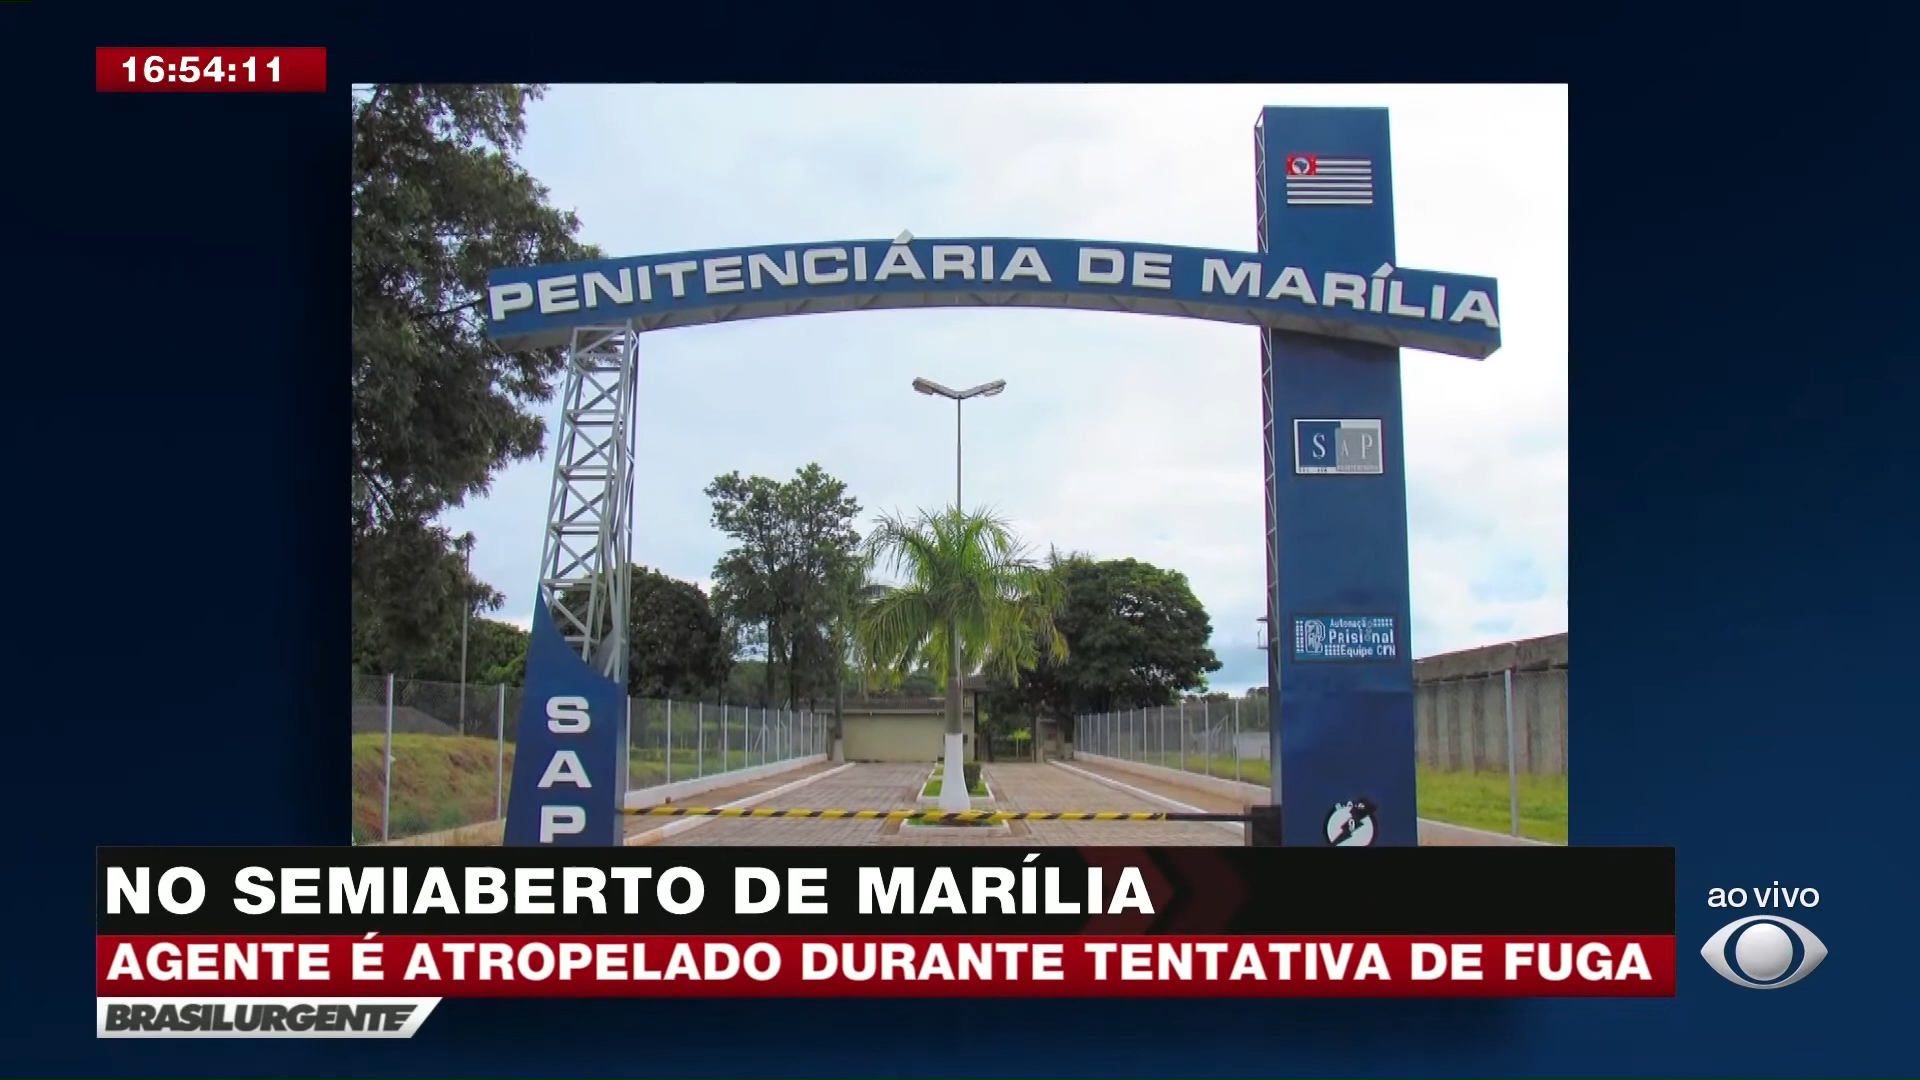 16:54:11
PENITENCIÁRIA DE MARÍLIA
SAP
Automação
Prisional
Equipe CPN
SAP
9
NO SEMIABERTO DE MARÍLIA
ao vivo
AGENTE É ATROPELADO DURANTE TENTATIVA DE FUGA
BRASILURGENTE